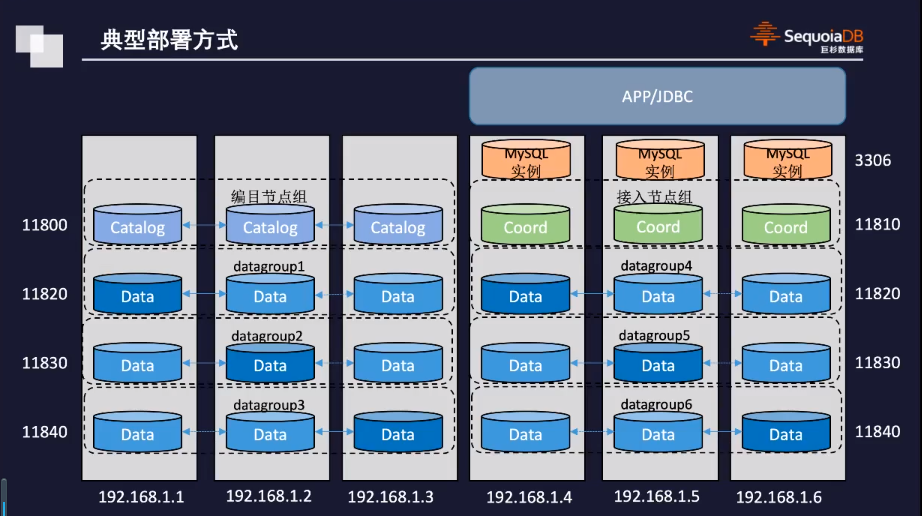 典型部署方式
SequoiaDB
巨杉数据库
APP/JDBC
MySQL
实例
MySQL
实例
MySQL
实例
3306
编目节点组
接入节点组
11800
Catalog
Catalog
Catalog
Coord
Coord
Coord
11810
datagroup1
datagroup4
11820
Data
Data
Data
Data
Data
Data
11820
datagroup2
datagroup5
11830
Data
Data
Data
Data
Data
Data
11830
datagroup3
datagroup6
11840
Data
Data
Data
Data
Data
Data
11840
192.168.1.1
192.168.1.2
192.168.1.3
192.168.1.4
192.168.1.5
192.168.1.6